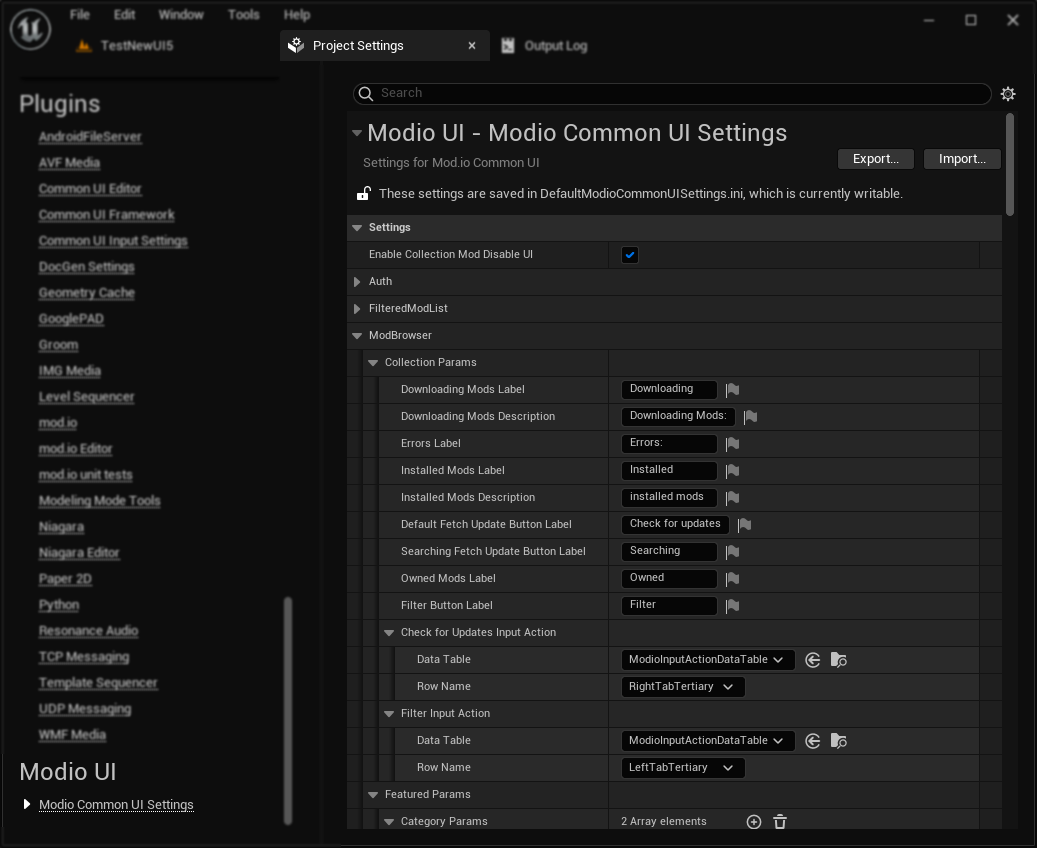 File Edit Window Tools Help
TestNewUI5
Project Settings
Output Log
Plugins
AndroidFileServer
AVF Media
Common UI Editor
Common UI Framework
Common UI Input Settings
DocGen Settings
Geometry Cache
GooglePAD
Groom
IMG Media
Level Sequencer
mod.io
mod.io Editor
mod.io unit tests
Modeling Mode Tools
Niagara
Niagara Editor
Paper 2D
Python
Resonance Audio
TCP Messaging
Template Sequencer
UDP Messaging
WMF Media
Modio UI
Modio Common UI Settings
Search
Modio UI - Modio Common UI Settings
Settings for Mod.io Common UI
Export... Import...
These settings are saved in DefaultModioCommonUISettings.ini, which is currently writable.
Settings
Enable Collection Mod Disable UI
Auth
FilteredModList
ModBrowser
Collection Params
Downloading Mods Label Downloading
Downloading Mods Description Downloading Mods:
Errors Label Errors:
Installed Mods Label Installed
Installed Mods Description installed mods
Default Fetch Update Button Label Check for updates
Searching Fetch Update Button Label Searching
Owned Mods Label Owned
Filter Button Label Filter
Check for Updates Input Action
Data Table ModioInputActionDataTable
Row Name RightTabTertiary
Filter Input Action
Data Table ModioInputActionDataTable
Row Name LeftTabTertiary
Featured Params
Category Params 2 Array elements